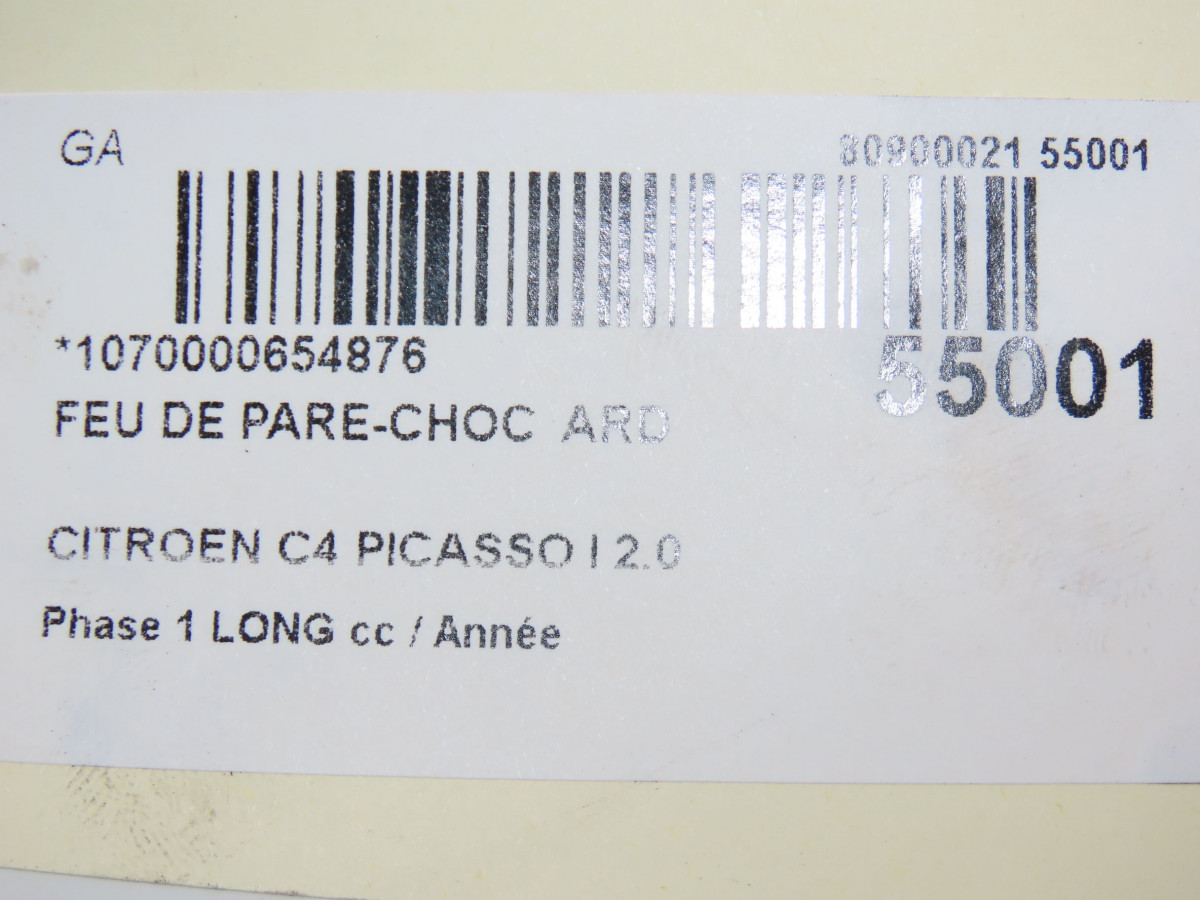 GA
80900021 55001
*1070000654876
55001
FEU DE PARE-CHOC ARD
CITROEN C4 PICASSO I 2.0
Phase 1 LONG cc / Année